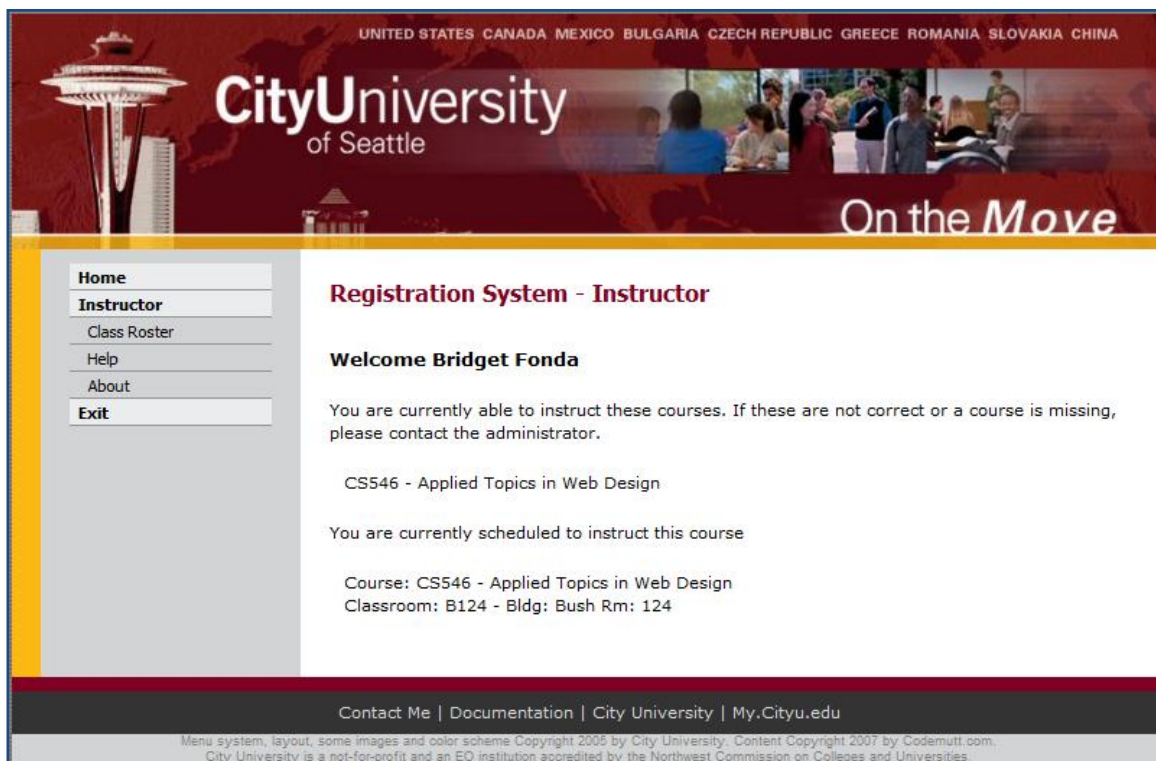 UNITED STATES CANADA MEXICO BULGARIA CZECH REPUBLIC GREECE ROMANIA SLOVAKIA CHINA
CityUniversity
of Seattle
On the Move
Home
Instructor
Class Roster
Help
About
Exit
Registration System - Instructor
Welcome Bridget Fonda
You are currently able to instruct these courses. If these are not correct or a course is missing,
please contact the administrator.
CS546 - Applied Topics in Web Design
You are currently scheduled to instruct this course
Course: CS546 - Applied Topics in Web Design
Classroom: B124 - Bldg: Bush Rm: 124
Contact Me | Documentation | City University | My.Cityu.edu
Menu system, layout, some images and color scheme Copyright 2005 by City University. Content Copyright 2007 by Codemutt.com.
City University is a not-for-profit and an EO institution accredited by the Northwest Commission on Colleges and Universities.